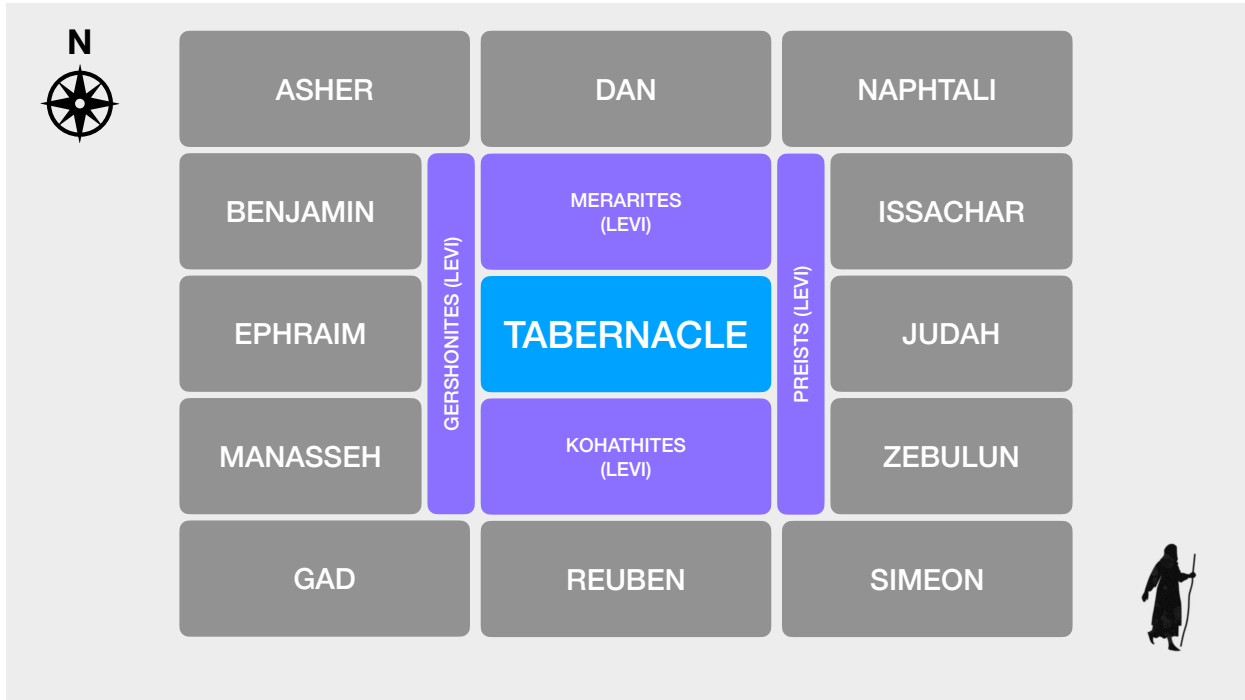 N
ASHER
DAN
NAPHTALI
BENJAMIN
GERSHONITES (LEVI)
MERARITES
(LEVI)
PREISTS (LEVI)
ISSACHAR
EPHRAIM
TABERNACLE
JUDAH
MANASSEH
KOHATHITES
(LEVI)
ZEBULUN
GAD
REUBEN
SIMEON